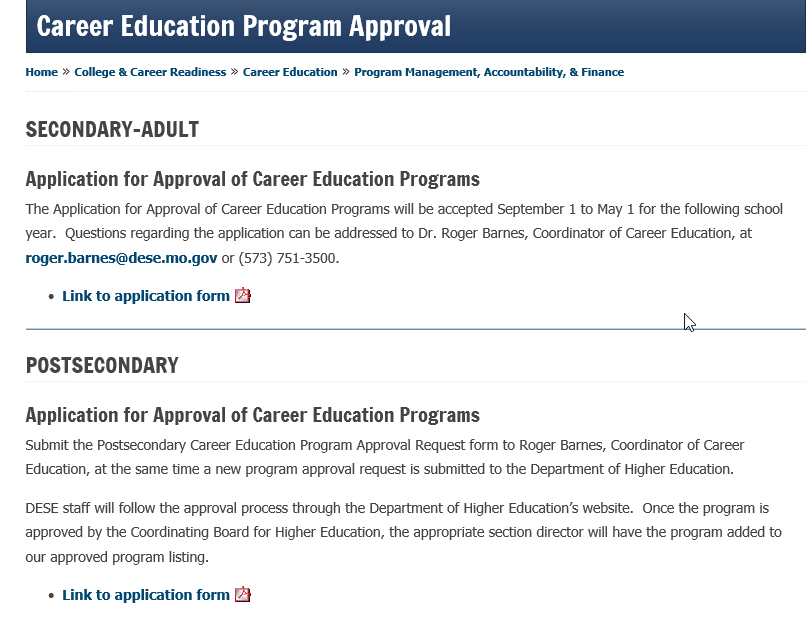 Career Education Program Approval
Home » College & Career Readiness » Career Education » Program Management, Accountability, & Finance
SECONDARY-ADULT
Application for Approval of Career Education Programs
The Application for Approval of Career Education Programs will be accepted September 1 to May 1 for the following school
year.  Questions regarding the application can be addressed to Dr. Roger Barnes, Coordinator of Career Education, at
roger.barnes@dese.mo.gov or (573) 751-3500.
• Link to application form
POSTSECONDARY
Application for Approval of Career Education Programs
Submit the Postsecondary Career Education Program Approval Request form to Roger Barnes, Coordinator of Career
Education, at the same time a new program approval request is submitted to the Department of Higher Education.
DESE staff will follow the approval process through the Department of Higher Education’s website.  Once the program is
approved by the Coordinating Board for Higher Education, the appropriate section director will have the program added to
our approved program listing.
• Link to application form